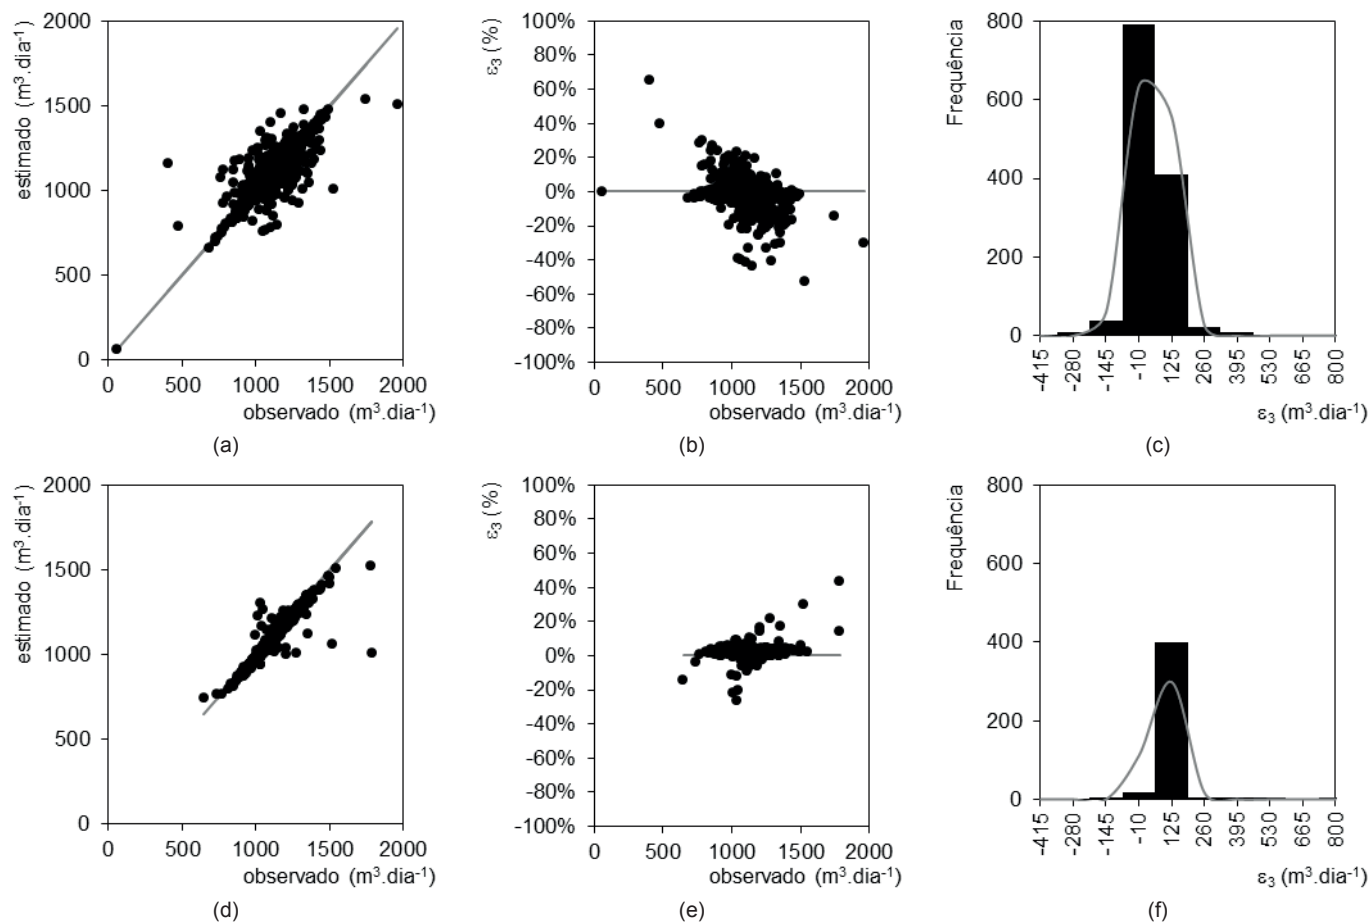 estimado (m³.dia⁻¹)
2000
1500
1000
500
0
0 500 1000 1500 2000
observado (m³.dia⁻¹)
(a)
ε₃ (%)
100%
80%
60%
40%
20%
0%
-20%
-40%
-60%
-80%
-100%
0 500 1000 1500 2000
observado (m³.dia⁻¹)
(b)
Frequência
800
600
400
200
0
-415 -280 -145 -10 125 260 395 530 665 800
ε₃ (m³.dia⁻¹)
(c)
estimado (m³.dia⁻¹)
2000
1500
1000
500
0
0 500 1000 1500 2000
observado (m³.dia⁻¹)
(d)
ε₃ (%)
100%
80%
60%
40%
20%
0%
-20%
-40%
-60%
-80%
-100%
0 500 1000 1500 2000
observado (m³.dia⁻¹)
(e)
Frequência
800
600
400
200
0
-415 -280 -145 -10 125 260 395 530 665 800
ε₃ (m³.dia⁻¹)
(f)